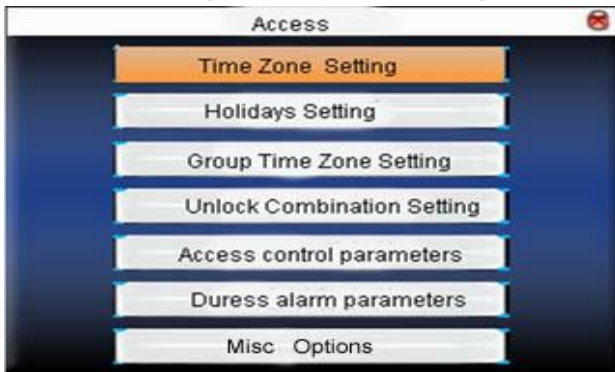 Access
Time Zone Setting
Holidays Setting
Group Time Zone Setting
Unlock Combination Setting
Access control parameters
Duress alarm parameters
Misc Options